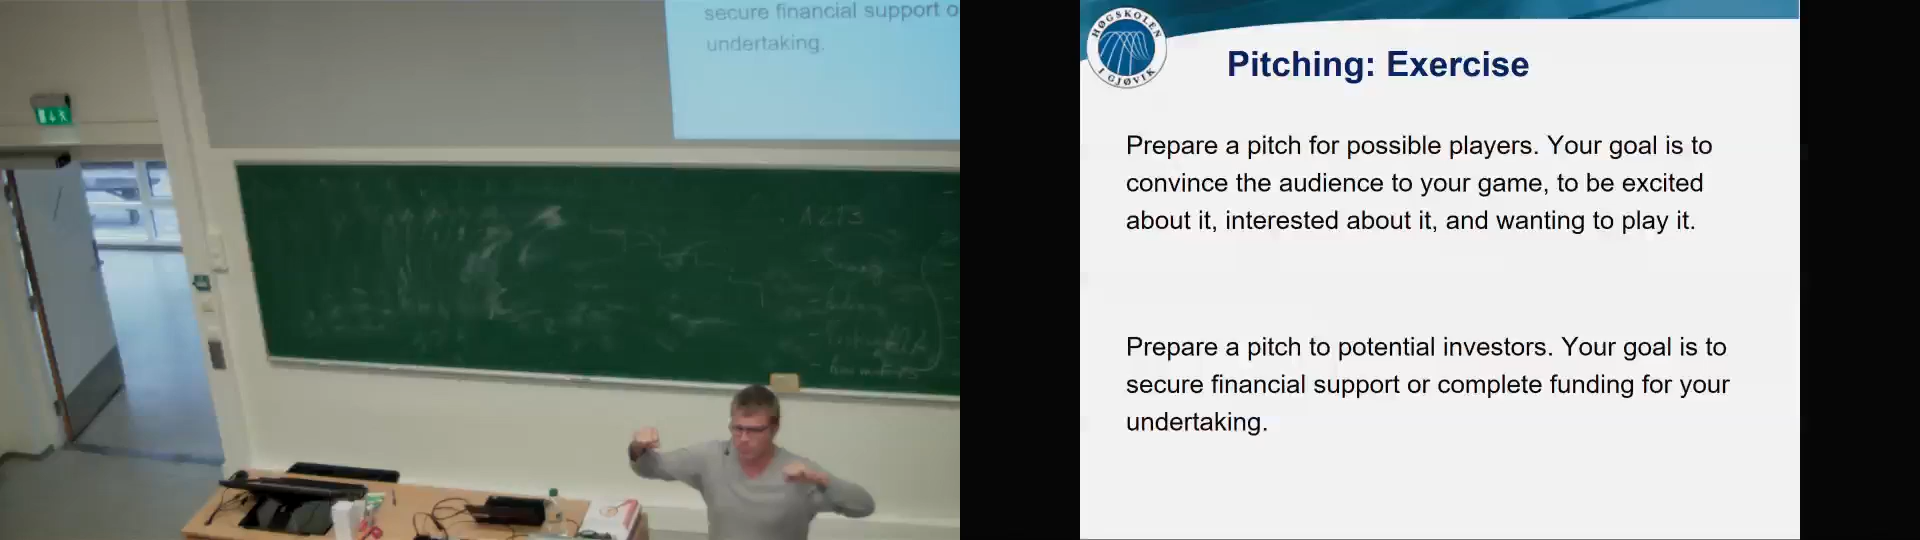 secure financial support o
undertaking.
A213
HØGSKOLEN
I GJØVIK
Pitching: Exercise
Prepare a pitch for possible players. Your goal is to
convince the audience to your game, to be excited
about it, interested about it, and wanting to play it.
Prepare a pitch to potential investors. Your goal is to
secure financial support or complete funding for your
undertaking.